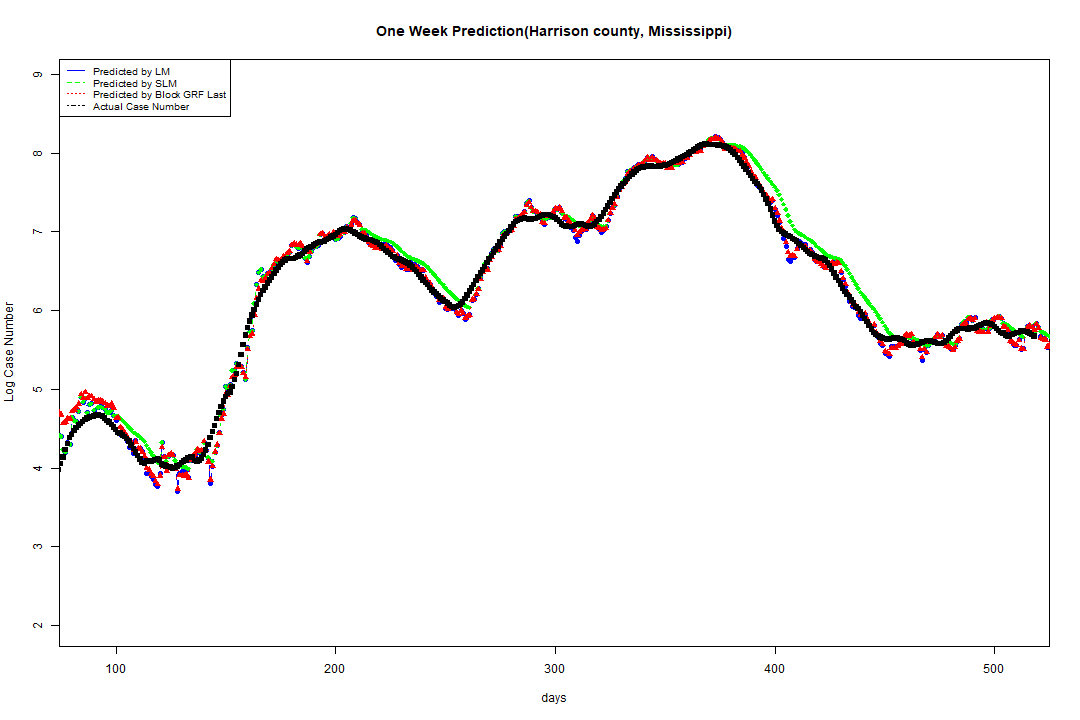 One Week Prediction(Harrison county, Mississippi)
Predicted by LM
Predicted by SLM
Predicted by Block GRF Last
Actual Case Number
9
8
7
6
5
4
3
2
Log Case Number
100 200 300 400 500
days